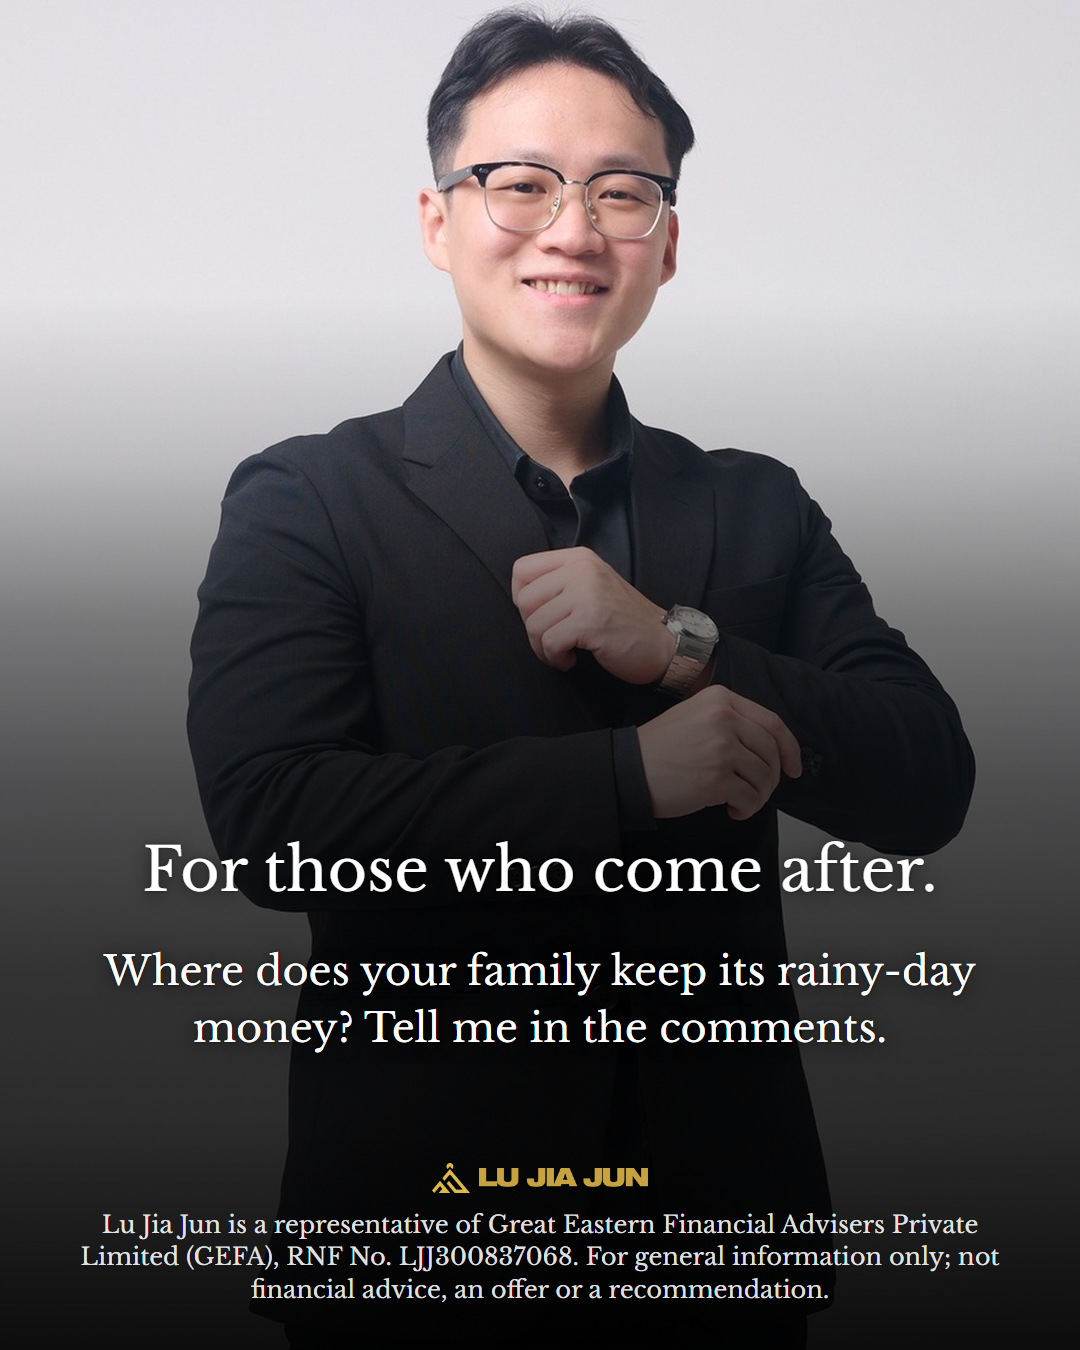 For those who come after.
Where does your family keep its rainy-day
money? Tell me in the comments.
LU JIA JUN
Lu Jia Jun is a representative of Great Eastern Financial Advisers Private
Limited (GEFA), RNF No. LJJ300837068. For general information only; not
financial advice, an offer or a recommendation.